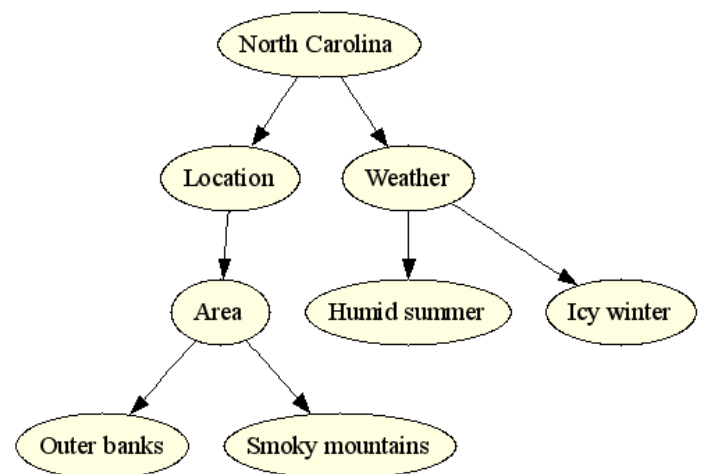 North Carolina
Location
Weather
Area
Humid summer
Icy winter
Outer banks
Smoky mountains